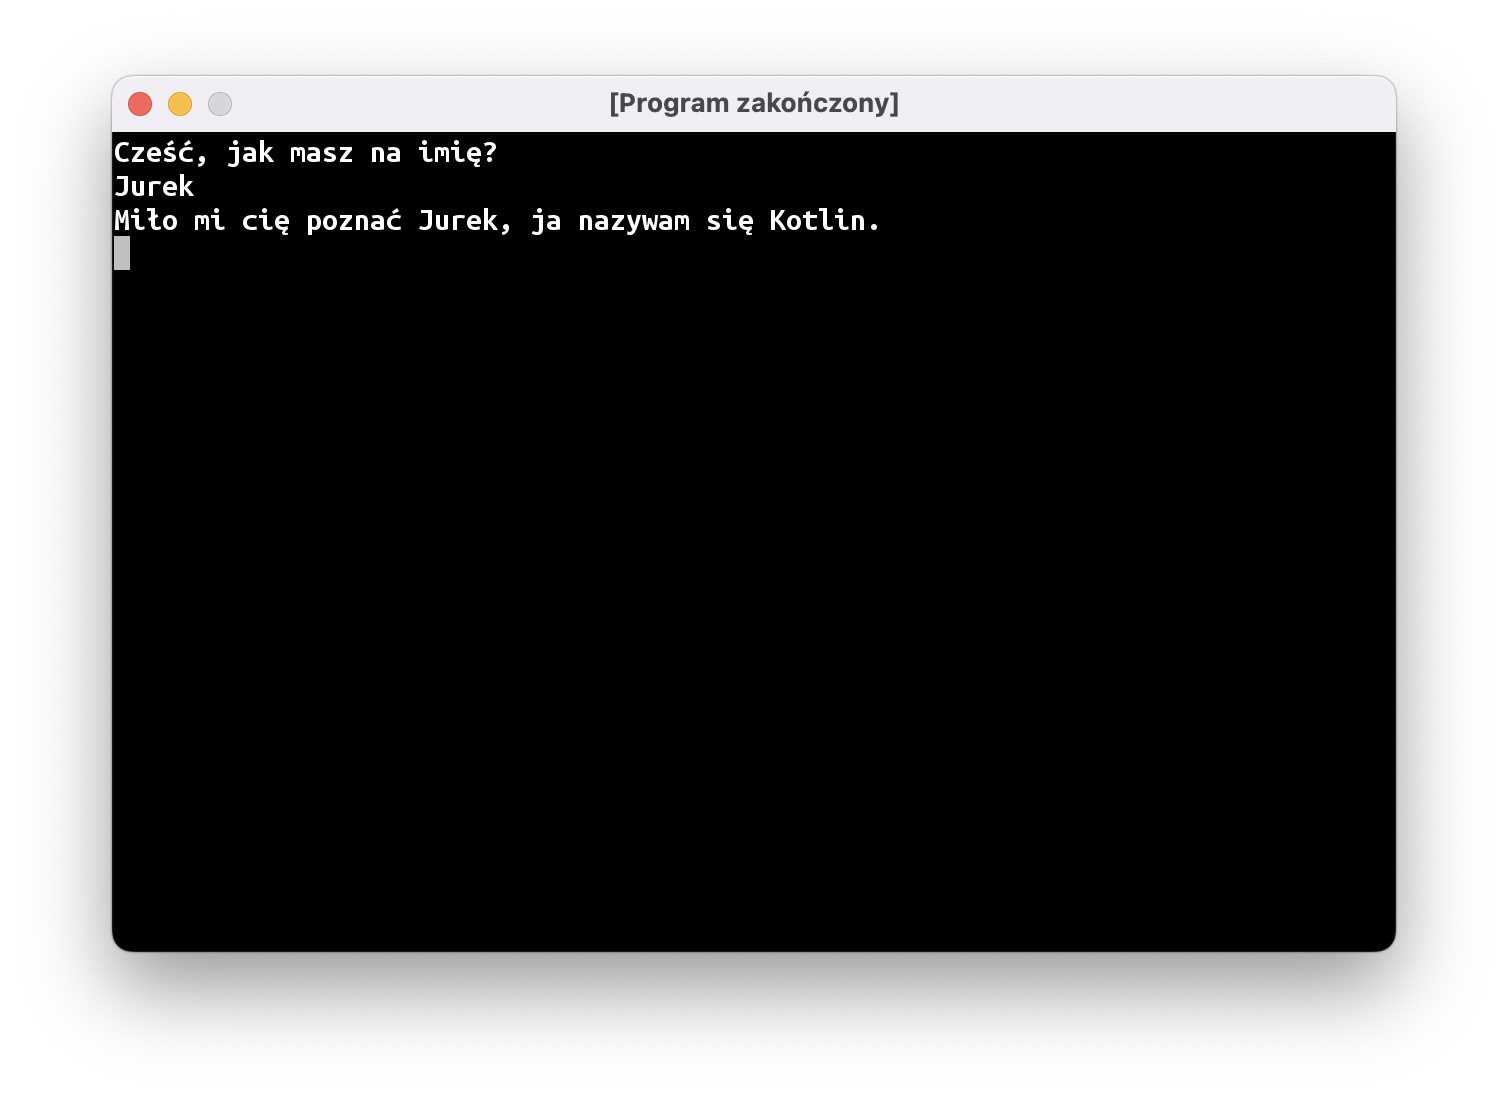 [Program zakończony]
Cześć, jak masz na imię?
Jurek
Miło mi cię poznać Jurek, ja nazywam się Kotlin.